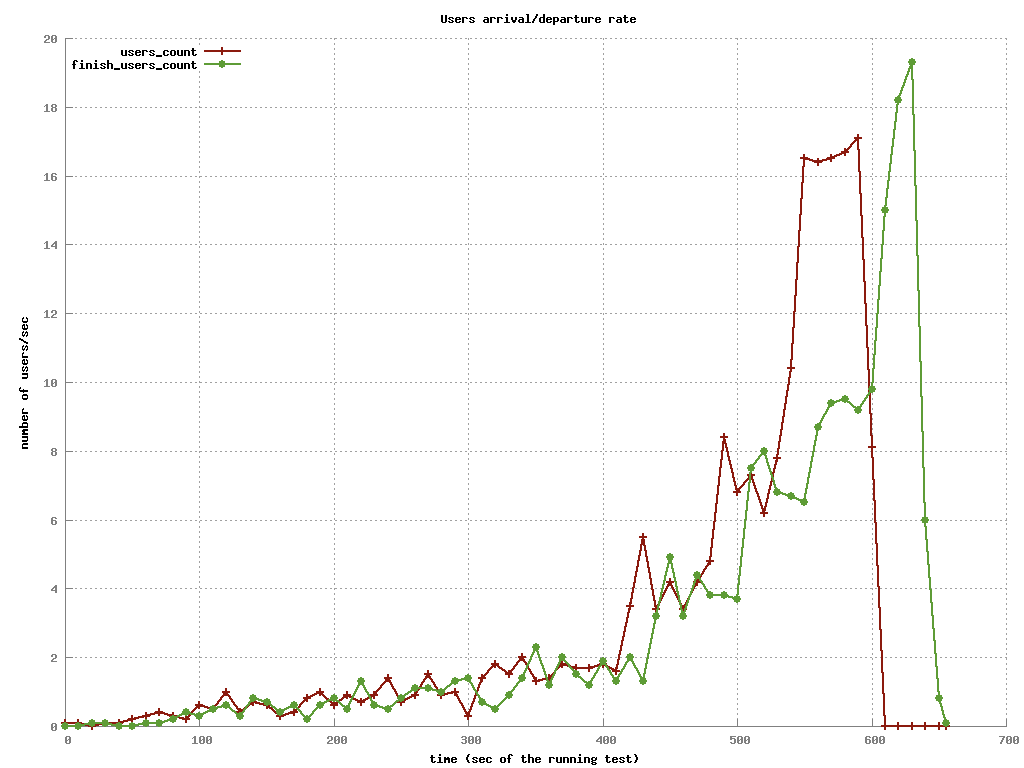 Users arrival/departure rate
users_count
finish_users_count
20
18
16
14
12
10
8
6
4
2
0
number of users/sec
0 100 200 300 400 500 600 700
time (sec of the running test)